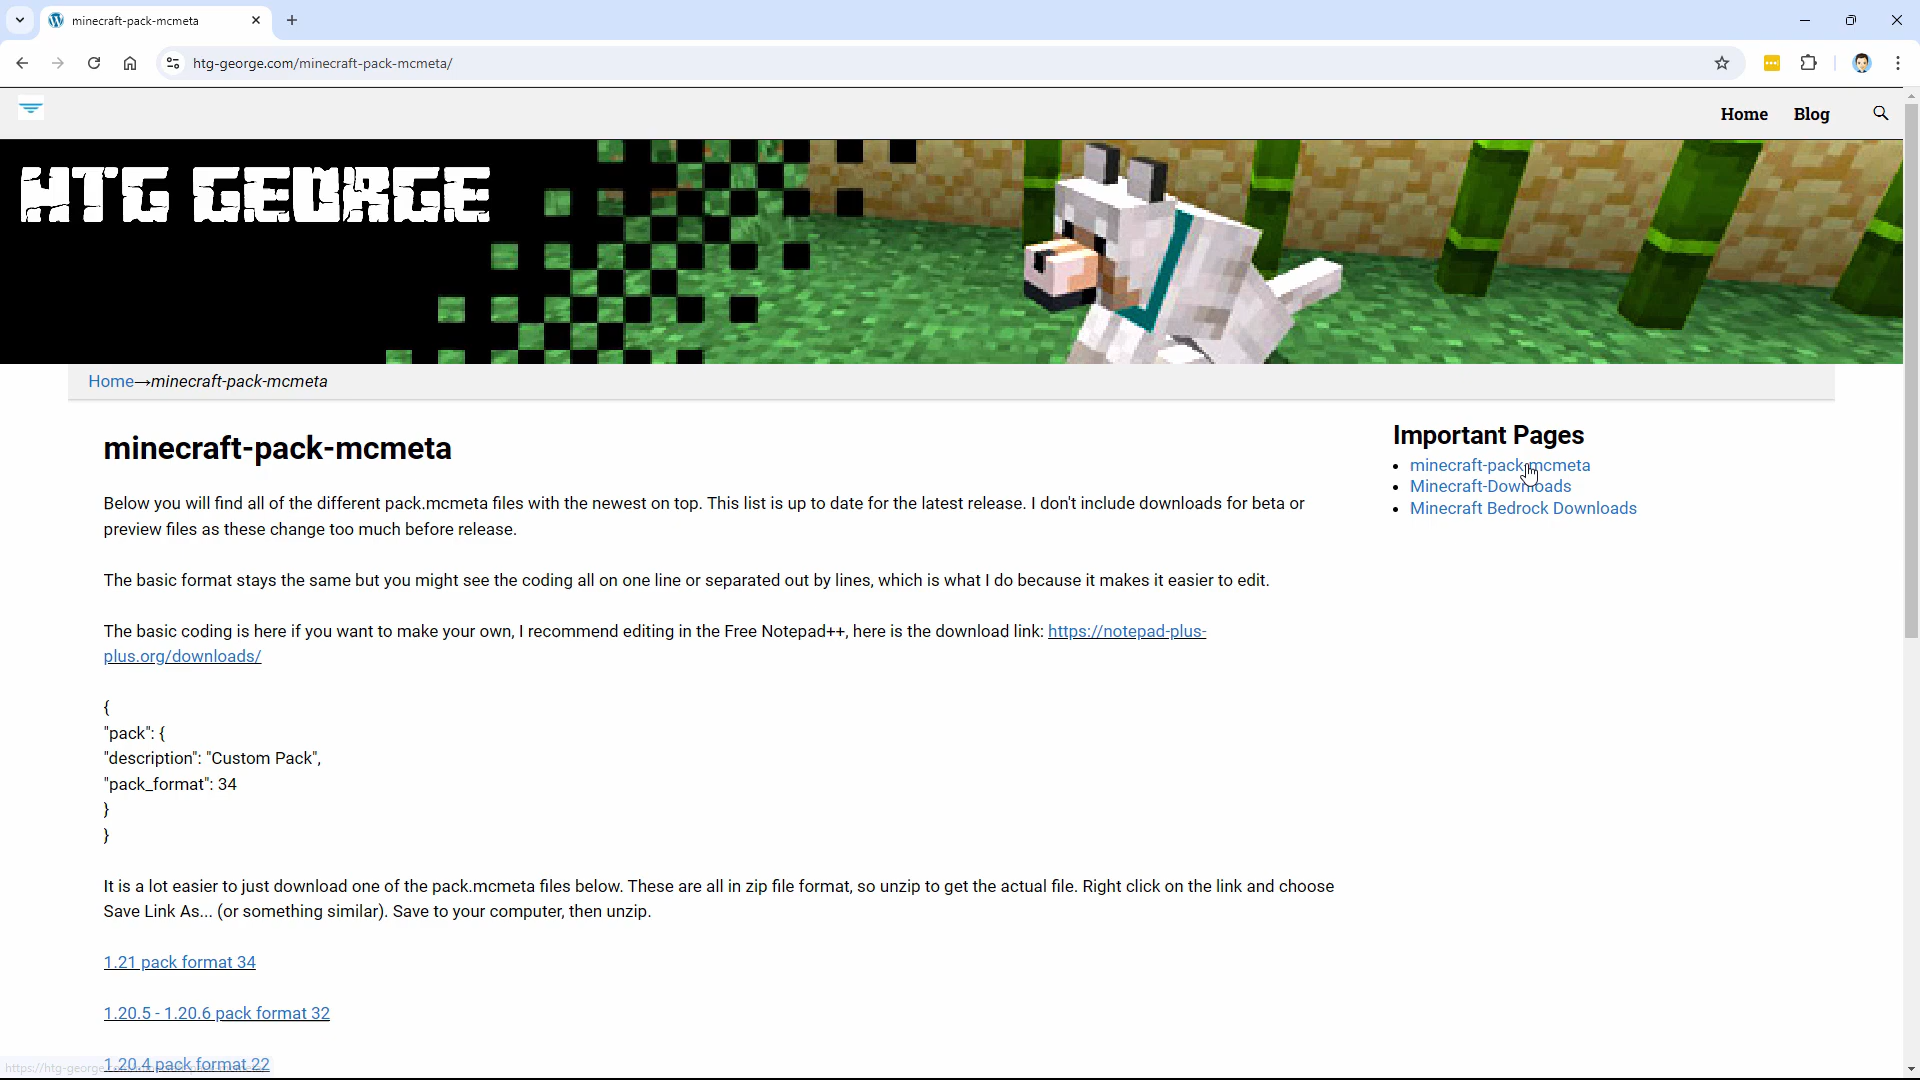 minecraft-pack-mcmeta
htg-george.com/minecraft-pack-mcmeta/
Home Blog
HTG GEORGE
Home→minecraft-pack-mcmeta
minecraft-pack-mcmeta
Below you will find all of the different pack.mcmeta files with the newest on top. This list is up to date for the latest release. I don't include downloads for beta or
preview files as these change too much before release.
The basic format stays the same but you might see the coding all on one line or separated out by lines, which is what I do because it makes it easier to edit.
The basic coding is here if you want to make your own, I recommend editing in the Free Notepad++, here is the download link: https://notepad-plus-
plus.org/downloads/
{
"pack": {
"description": "Custom Pack",
"pack_format": 34
}
}
It is a lot easier to just download one of the pack.mcmeta files below. These are all in zip file format, so unzip to get the actual file. Right click on the link and choose
Save Link As... (or something similar). Save to your computer, then unzip.
1.21 pack format 34
1.20.5 - 1.20.6 pack format 32
1.20.4 pack format 22
Important Pages
minecraft-pack-mcmeta
Minecraft-Downloads
Minecraft Bedrock Downloads